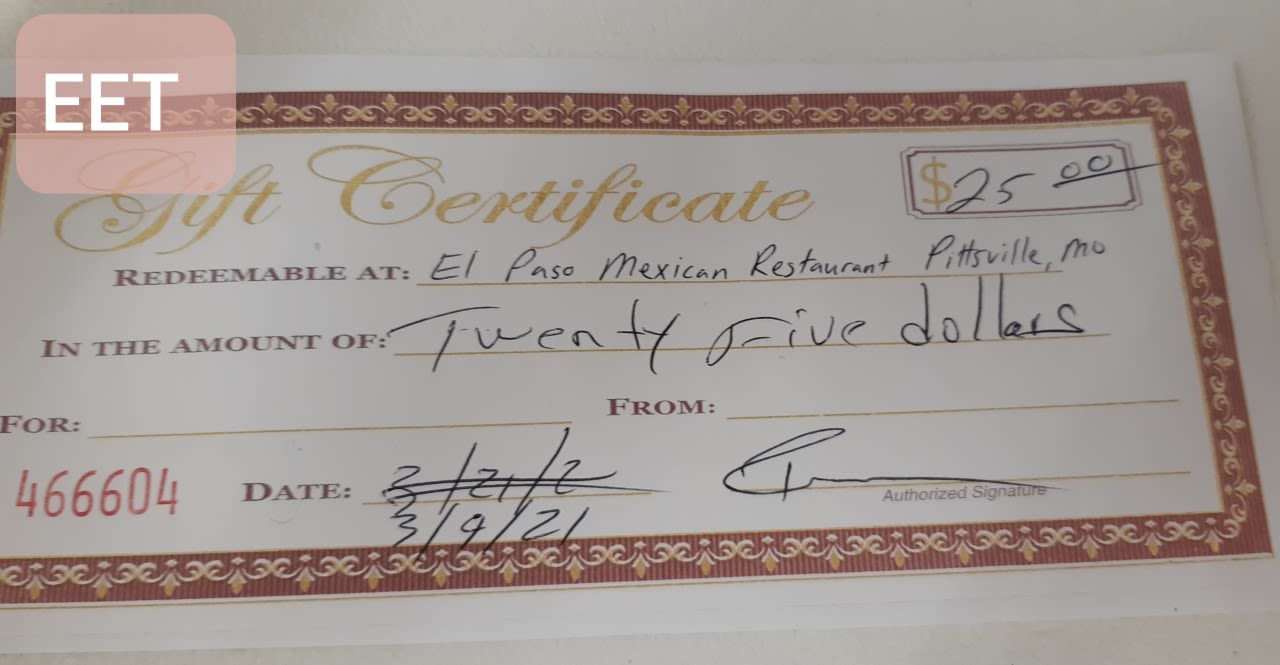 EET
Gift Certificate
$25 00
REDEEMABLE AT: El Paso Mexican Restaurant Pittsville, MO
IN THE AMOUNT OF: Twenty Five dollars
FOR:
FROM:
466604 DATE: 3/21/2
3/9/21
Authorized Signature